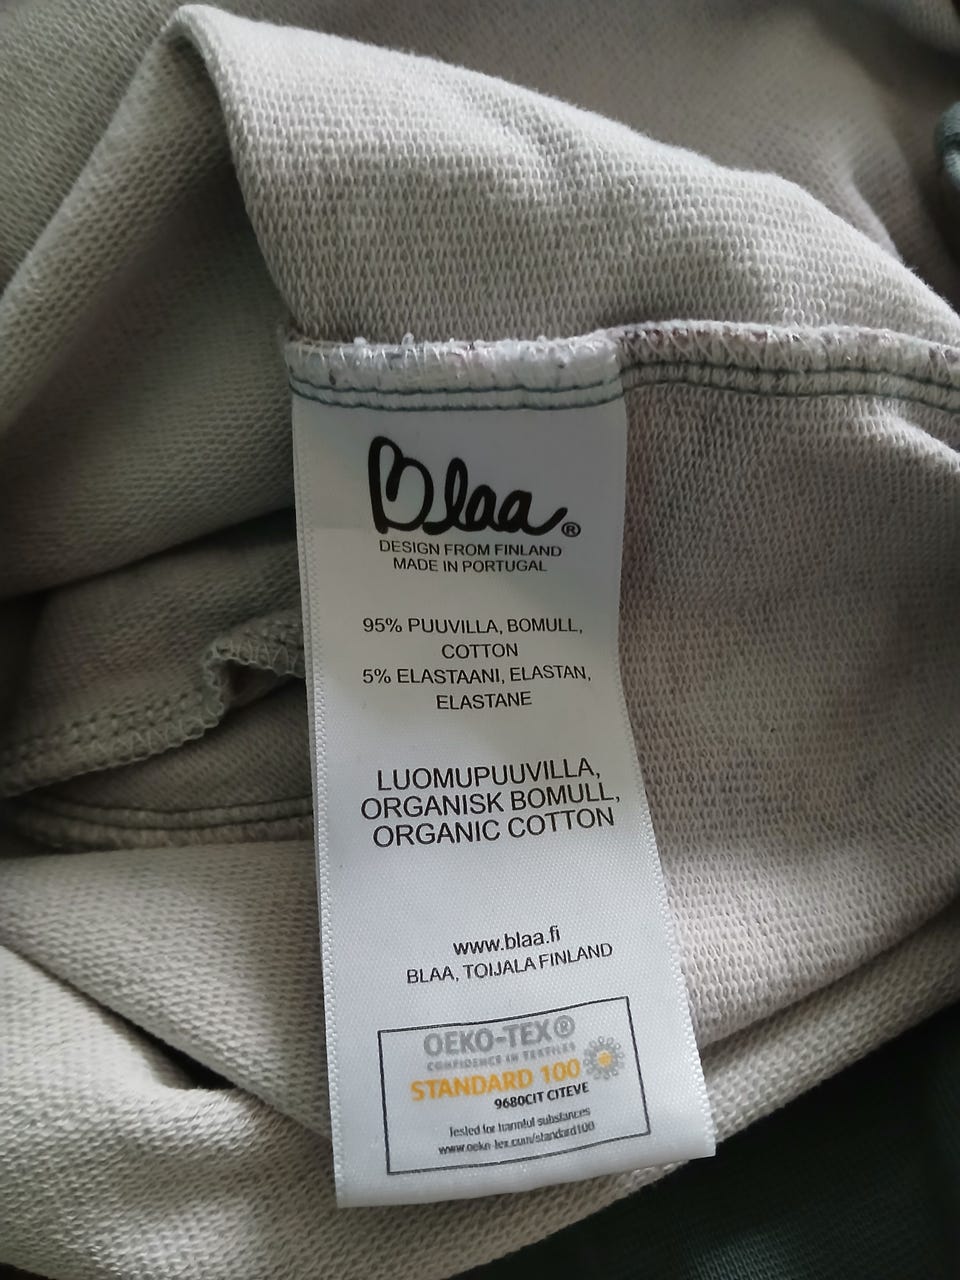 Blaa®
DESIGN FROM FINLAND
MADE IN PORTUGAL
95% PUUVILLA, BOMULL,
COTTON
5% ELASTAANI, ELASTAN,
ELASTANE
LUOMUPUUVILLA,
ORGANISK BOMULL,
ORGANIC COTTON
www.blaa.fi
BLAA, TOIJALA FINLAND
OEKO-TEX®
CONFIDENCE IN TEXTILES
STANDARD 100
9680CIT CITEVE
Tested for harmful substances
www.oeko-tex.com/standard100